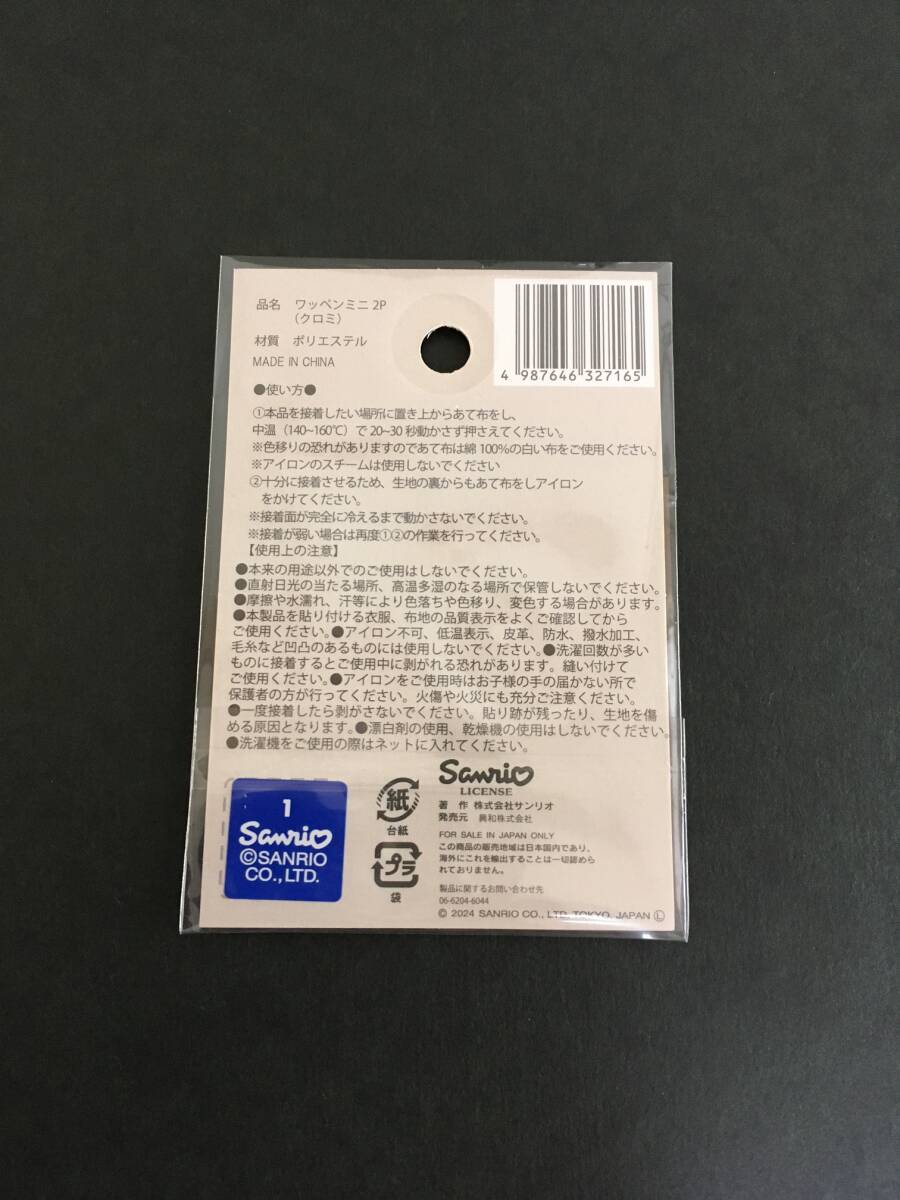 品名 ワッペンミニ 2P
（クロミ）
材質 ポリエステル
MADE IN CHINA
4 987646 327165
●使い方●
①本品を接着したい場所に置き上からあて布をし、
中温（140~160℃）で 20~30 秒動かさず押さえてください。
※色移りの恐れがありますのであて布は綿 100%の白い布をご使用ください。
※アイロンのスチームは使用しないでください
②十分に接着させるため、生地の裏からもあて布をしアイロン
をかけてください。
※接着面が完全に冷えるまで動かさないでください。
※接着が弱い場合は再度①②の作業を行ってください。
【使用上の注意】
●本来の用途以外でのご使用はしないでください。
●直射日光の当たる場所、高温多湿のなる場所で保管しないでください。
●摩擦や水濡れ、汗等により色落ちや色移り、変色する場合があります。
●本製品を貼り付ける衣服、布地の品質表示をよくご確認してから
ご使用ください。●アイロン不可、低温表示、皮革、防水、撥水加工、
毛糸など凹凸のあるものには使用しないでください。●洗濯回数が多い
ものに接着するとご使用中に剥がれる恐れがあります。縫い付けて
ご使用ください。●アイロンをご使用時はお子様の手の届かない所で
保護者の方が行ってください。火傷や火災にも充分ご注意ください。
●一度接着したら剥がさないでください。貼り跡が残ったり、生地を傷
める原因となります。●漂白剤の使用、乾燥機の使用はしないでください。
●洗濯機をご使用の際はネットに入れてください。
1
Sanrio
©SANRIO
CO.,LTD.
紙
台紙
プラ
袋
Sanrio
LICENSE
著 作 株式会社サンリオ
発売元 興和株式会社
FOR SALE IN JAPAN ONLY
この商品の販売地域は日本国内であり、
海外にこれを輸出することは一切認めら
れておりません。
製品に関するお問い合わせ先
06-6204-6044
© 2024 SANRIO CO., LTD. TOKYO, JAPAN Ⓛ